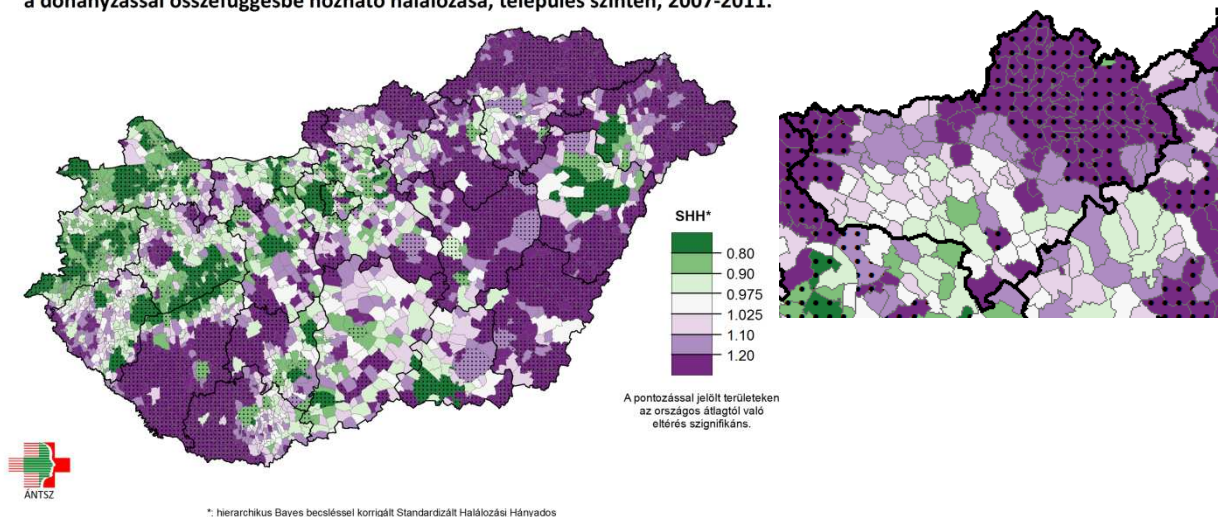 a dohányzással összefüggésbe hozható halálozása, település szinten, 2007-2011.
SHH*
0.80
0.90
0.975
1.025
1.10
1.20
A pontozással jelölt területeken
az országos átlagtól való
eltérés szignifikáns.
ÁNTSZ
*: hierarchikus Bayes becsléssel korrigált Standardizált Halálozási Hányados